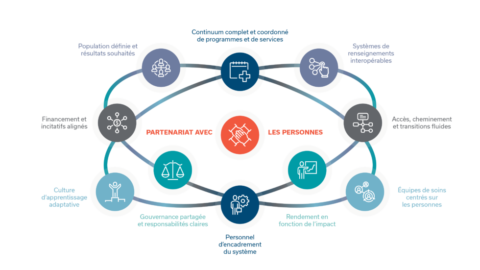 Continuum complet et coordonné
de programmes et de services
Population définie et
résultats souhaités
Systèmes de
renseignements
interopérables
Financement et
incitatifs alignés
PARTENARIAT AVEC
LES PERSONNES
Accès, cheminement
et transitions fluides
Culture
d'apprentissage
adaptative
Équipes de soins
centrés sur
les personnes
Gouvernance partagée
et responsabilités claires
Rendement en
fonction de l'impact
Personnel
d'encadrement
du système